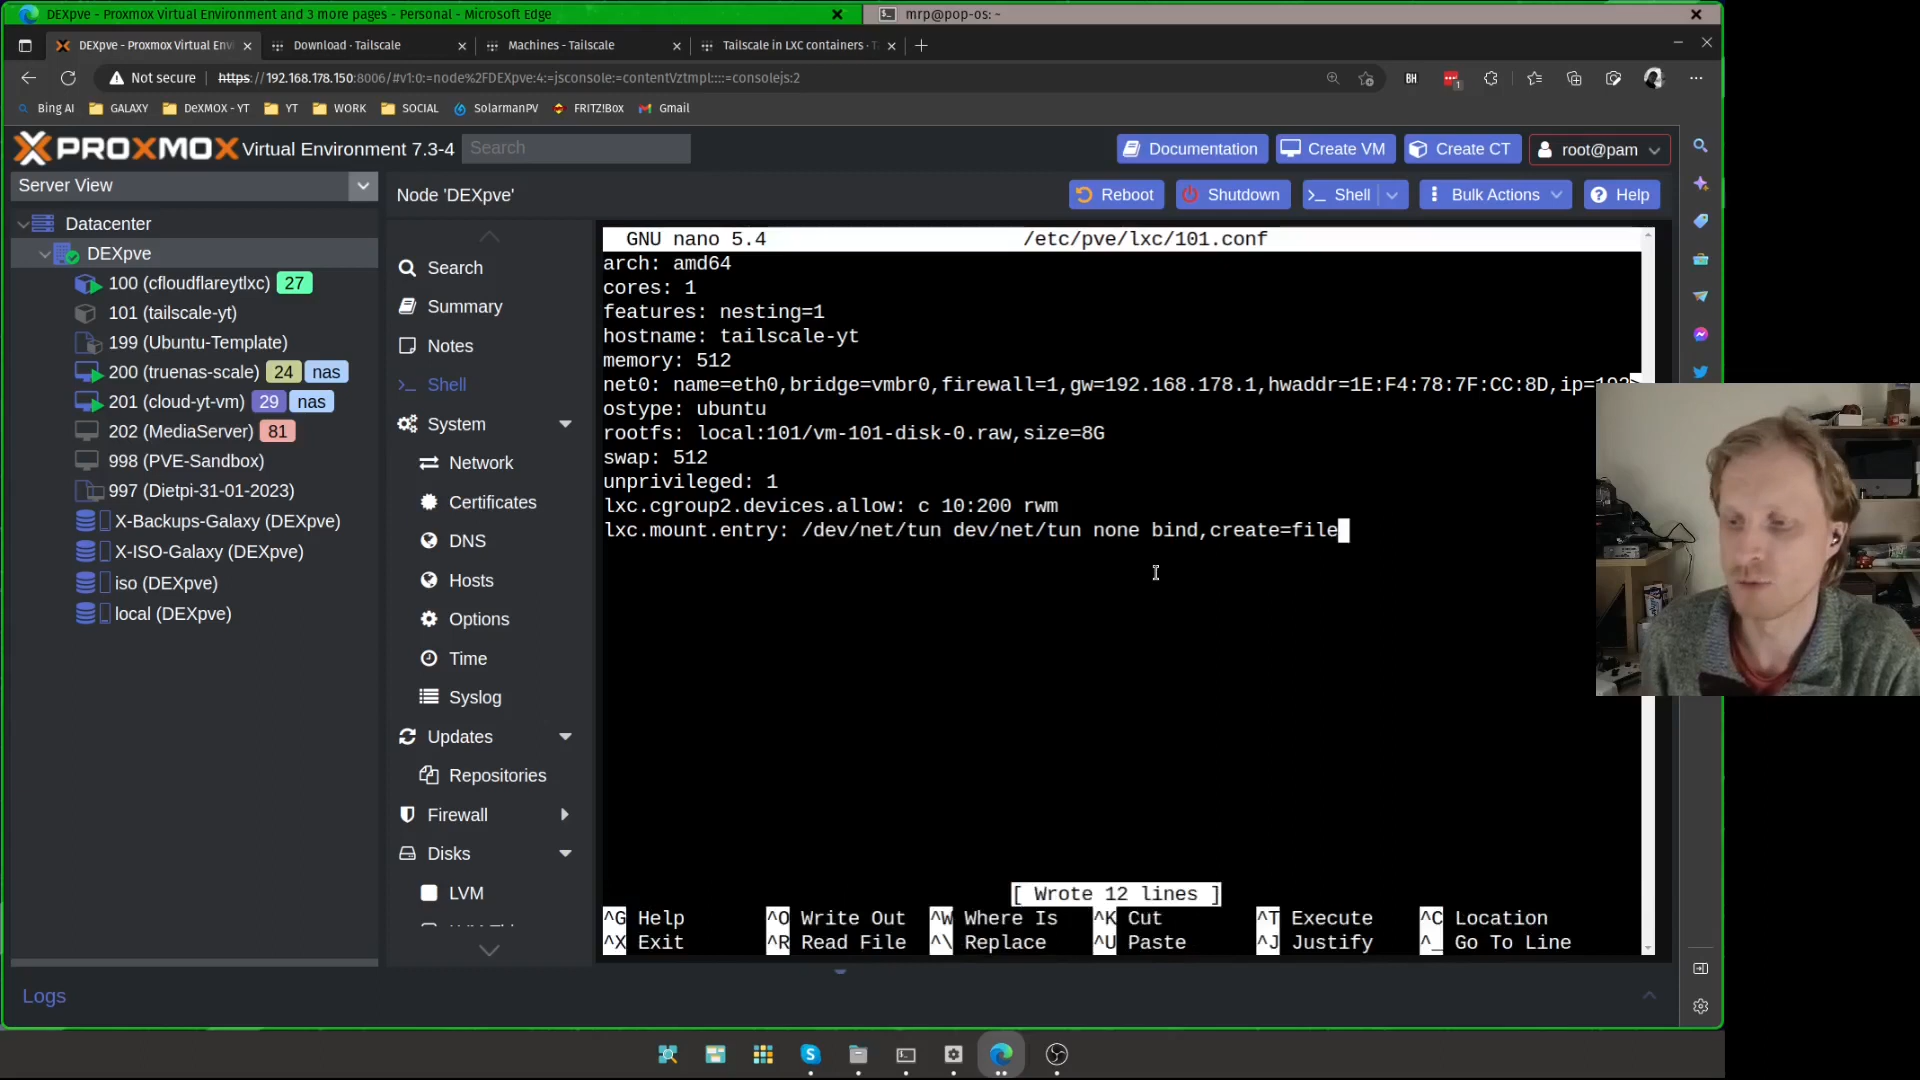 DEXpve - Proxmox Virtual Environment and 3 more pages - Personal - Microsoft Edge
mrp@pop-os: ~
DEXpve - Proxmox Virtual Envi
Download · Tailscale
Machines - Tailscale
Tailscale in LXC containers · T
Not secure
https://192.168.178.150:8006/#v1:0:=node%2FDEXpve:4:=jsconsole:=contentVztmpl::::=consolejs:2
BH
1
Bing AI
GALAXY
DeXMOX - YT
YT
WORK
SOCIAL
SolarmanPV
FRITZ!Box
Gmail
PROXMOX Virtual Environment 7.3-4
Search
Documentation
Create VM
Create CT
root@pam
Server View
Node 'DEXpve'
Reboot
Shutdown
Shell
Bulk Actions
Help
Datacenter
DEXpve
100 (cfloudflareytlxc) 27
101 (tailscale-yt)
199 (Ubuntu-Template)
200 (truenas-scale) 24 nas
201 (cloud-yt-vm) 29 nas
202 (MediaServer) 81
998 (PVE-Sandbox)
997 (Dietpi-31-01-2023)
X-Backups-Galaxy (DEXpve)
X-ISO-Galaxy (DEXpve)
iso (DEXpve)
local (DEXpve)
Search
Summary
Notes
Shell
System
Network
Certificates
DNS
Hosts
Options
Time
Syslog
Updates
Repositories
Firewall
Disks
LVM
GNU nano 5.4 /etc/pve/lxc/101.conf
arch: amd64
cores: 1
features: nesting=1
hostname: tailscale-yt
memory: 512
net0: name=eth0,bridge=vmbr0,firewall=1,gw=192.168.178.1,hwaddr=1E:F4:78:7F:CC:8D,ip=192>
ostype: ubuntu
rootfs: local:101/vm-101-disk-0.raw,size=8G
swap: 512
unprivileged: 1
lxc.cgroup2.devices.allow: c 10:200 rwm
lxc.mount.entry: /dev/net/tun dev/net/tun none bind,create=file
[ Wrote 12 lines ]
^G Help ^O Write Out ^W Where Is ^K Cut ^T Execute ^C Location
^X Exit ^R Read File ^\ Replace ^U Paste ^J Justify ^_ Go To Line
Logs